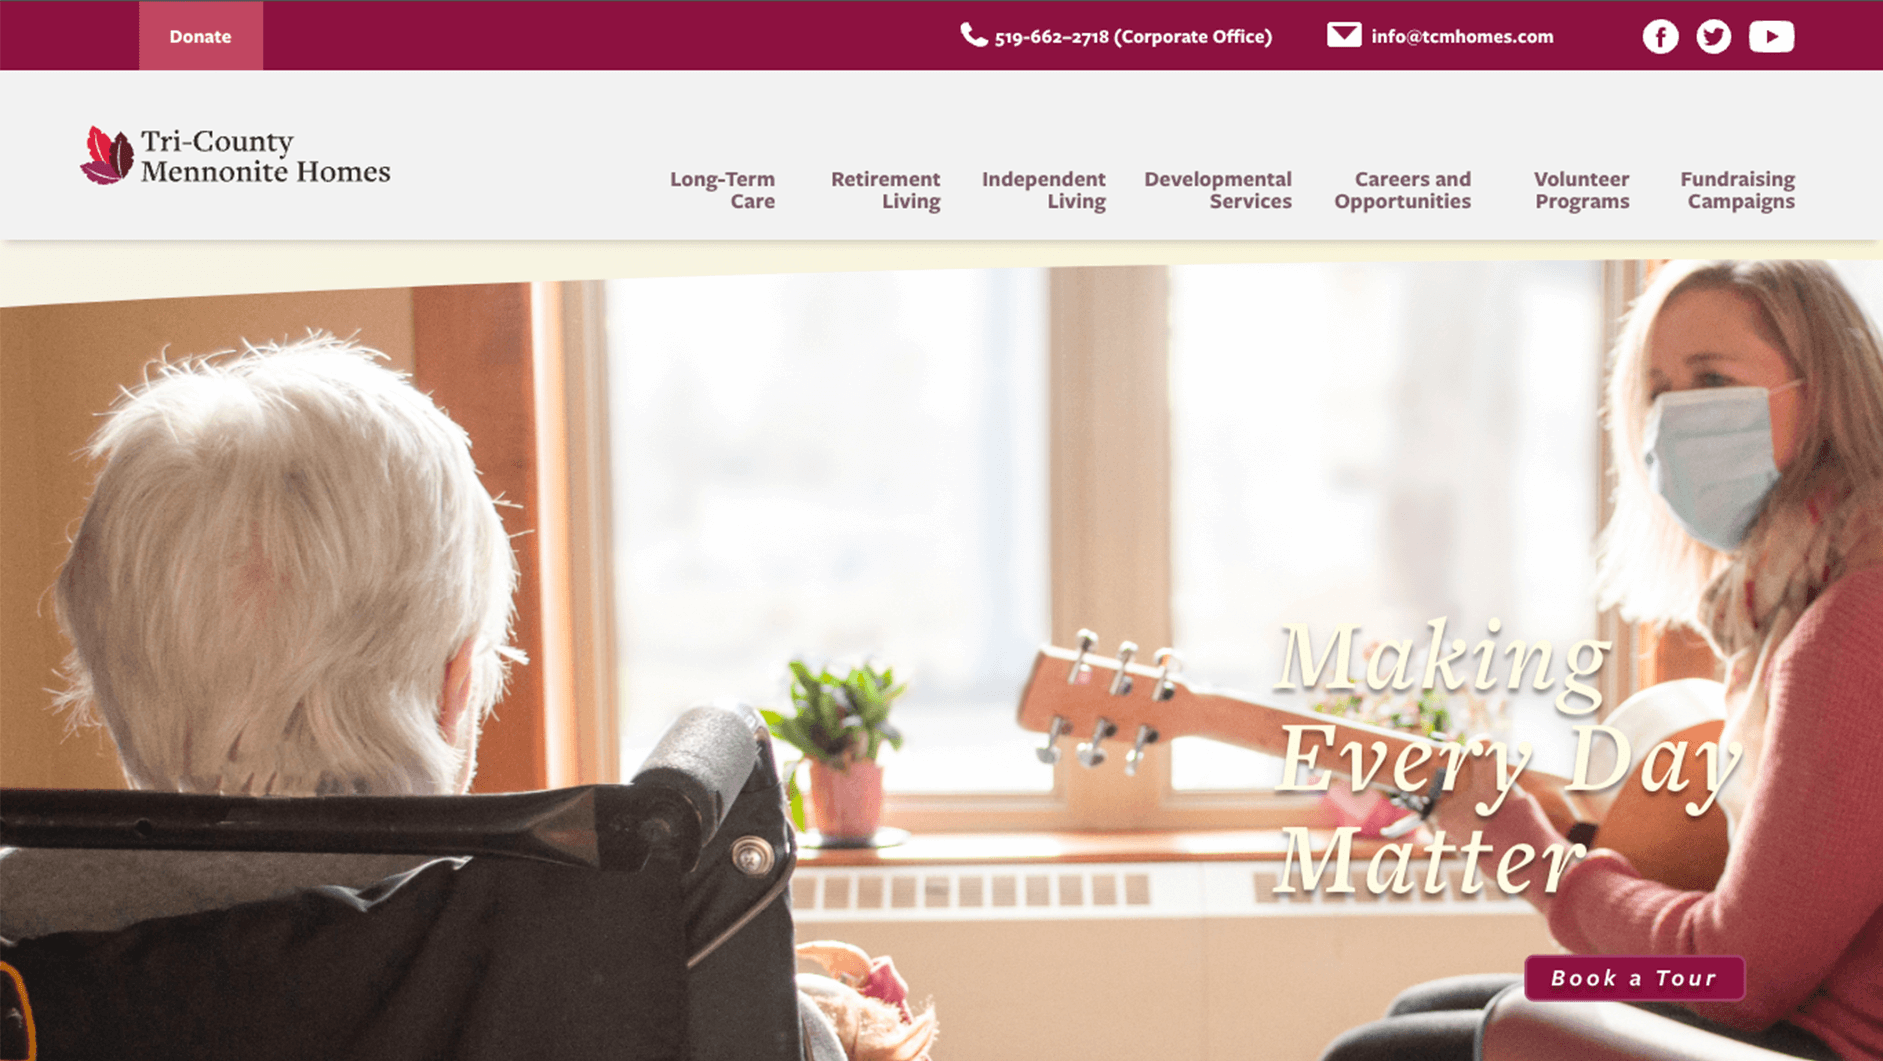 Donate
519-662-2718 (Corporate Office)
info@tcmhomes.com
Tri-County
Mennonite Homes
Long-Term
Care
Retirement
Living
Independent
Living
Developmental
Services
Careers and
Opportunities
Volunteer
Programs
Fundraising
Campaigns
Making
Every Day
Matter
Book a Tour